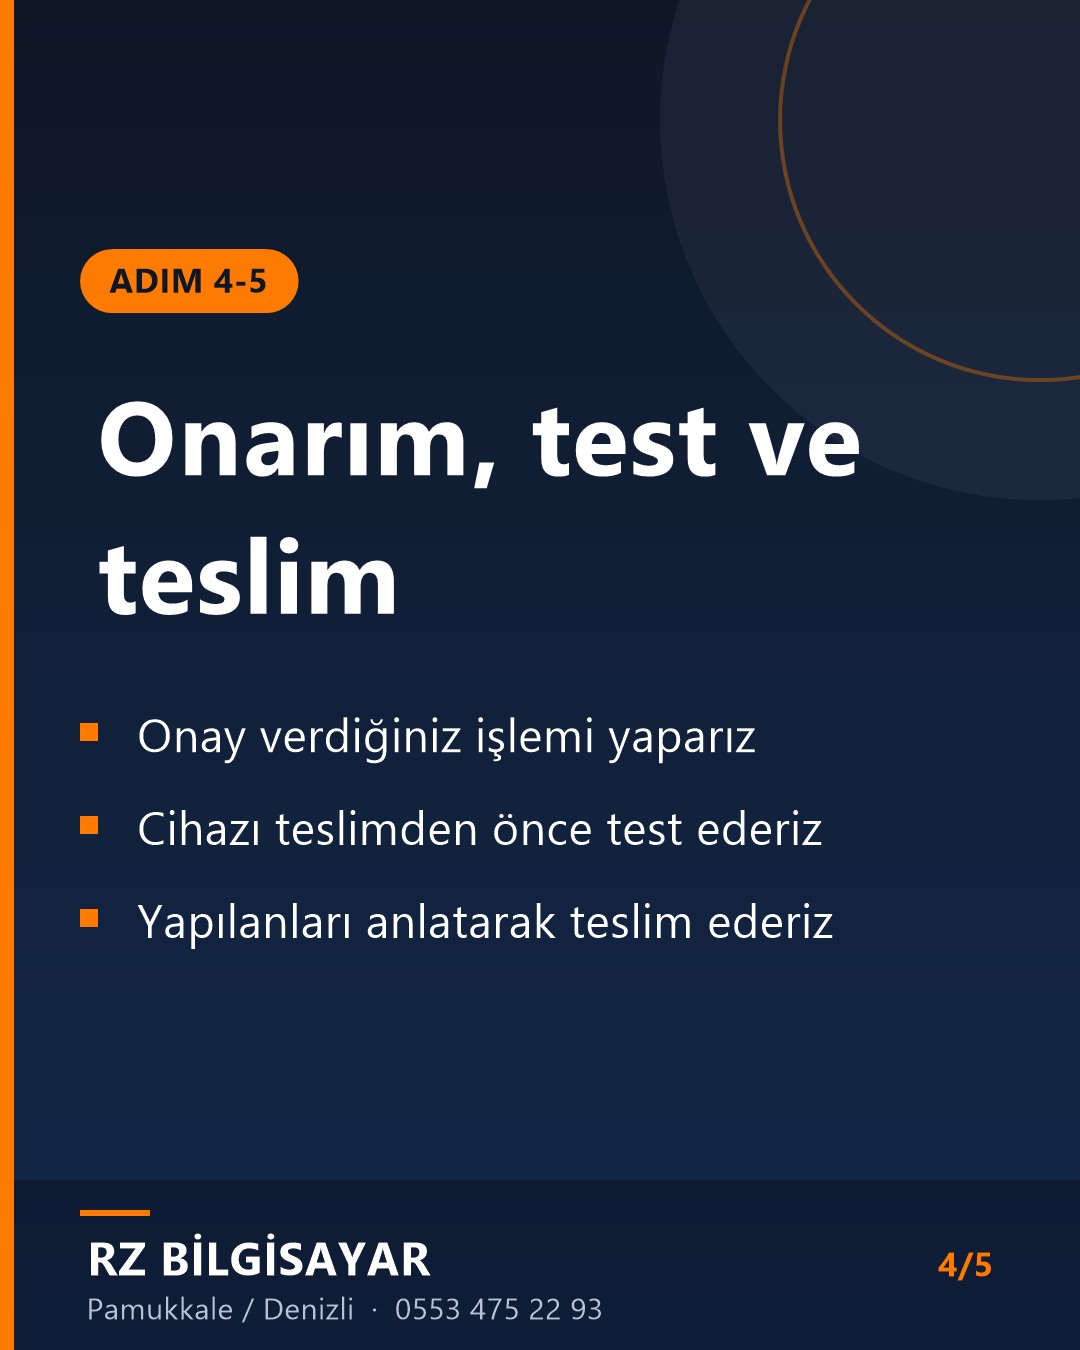 ADIM 4-5
Onarım, test ve
teslim
Onay verdiğiniz işlemi yaparız
Cihazı teslimden önce test ederiz
Yapılanları anlatarak teslim ederiz
RZ BİLGİSAYAR
4/5
Pamukkale / Denizli · 0553 475 22 93